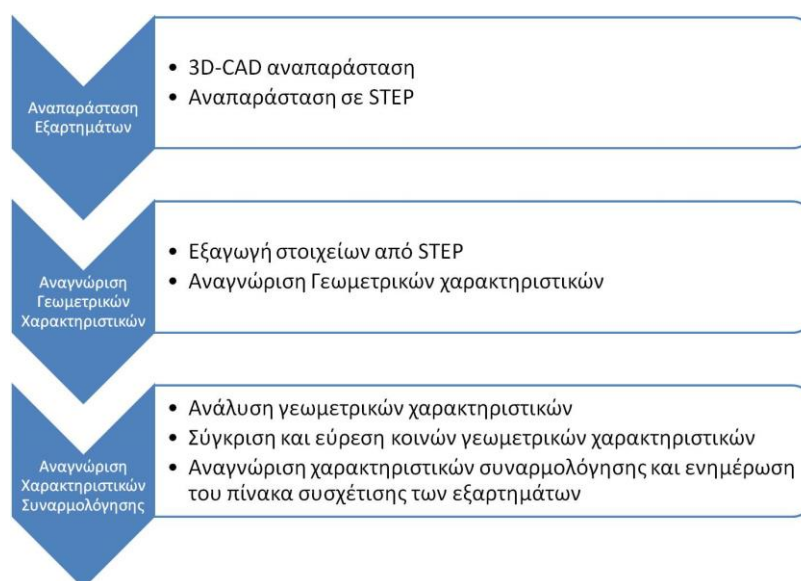 Αναπαράσταση
Εξαρτημάτων
• 3D-CAD αναπαράσταση
• Αναπαράσταση σε STEP
Αναγνώριση
Γεωμετρικών
Χαρακτηριστικών
• Εξαγωγή στοιχείων από STEP
• Αναγνώριση Γεωμετρικών χαρακτηριστικών
Αναγνώριση
Χαρακτηριστικών
Συναρμολόγησης
• Ανάλυση γεωμετρικών χαρακτηριστικών
• Σύγκριση και εύρεση κοινών γεωμετρικών χαρακτηριστικών
• Αναγνώριση χαρακτηριστικών συναρμολόγησης και ενημέρωση
του πίνακα συσχέτισης των εξαρτημάτων